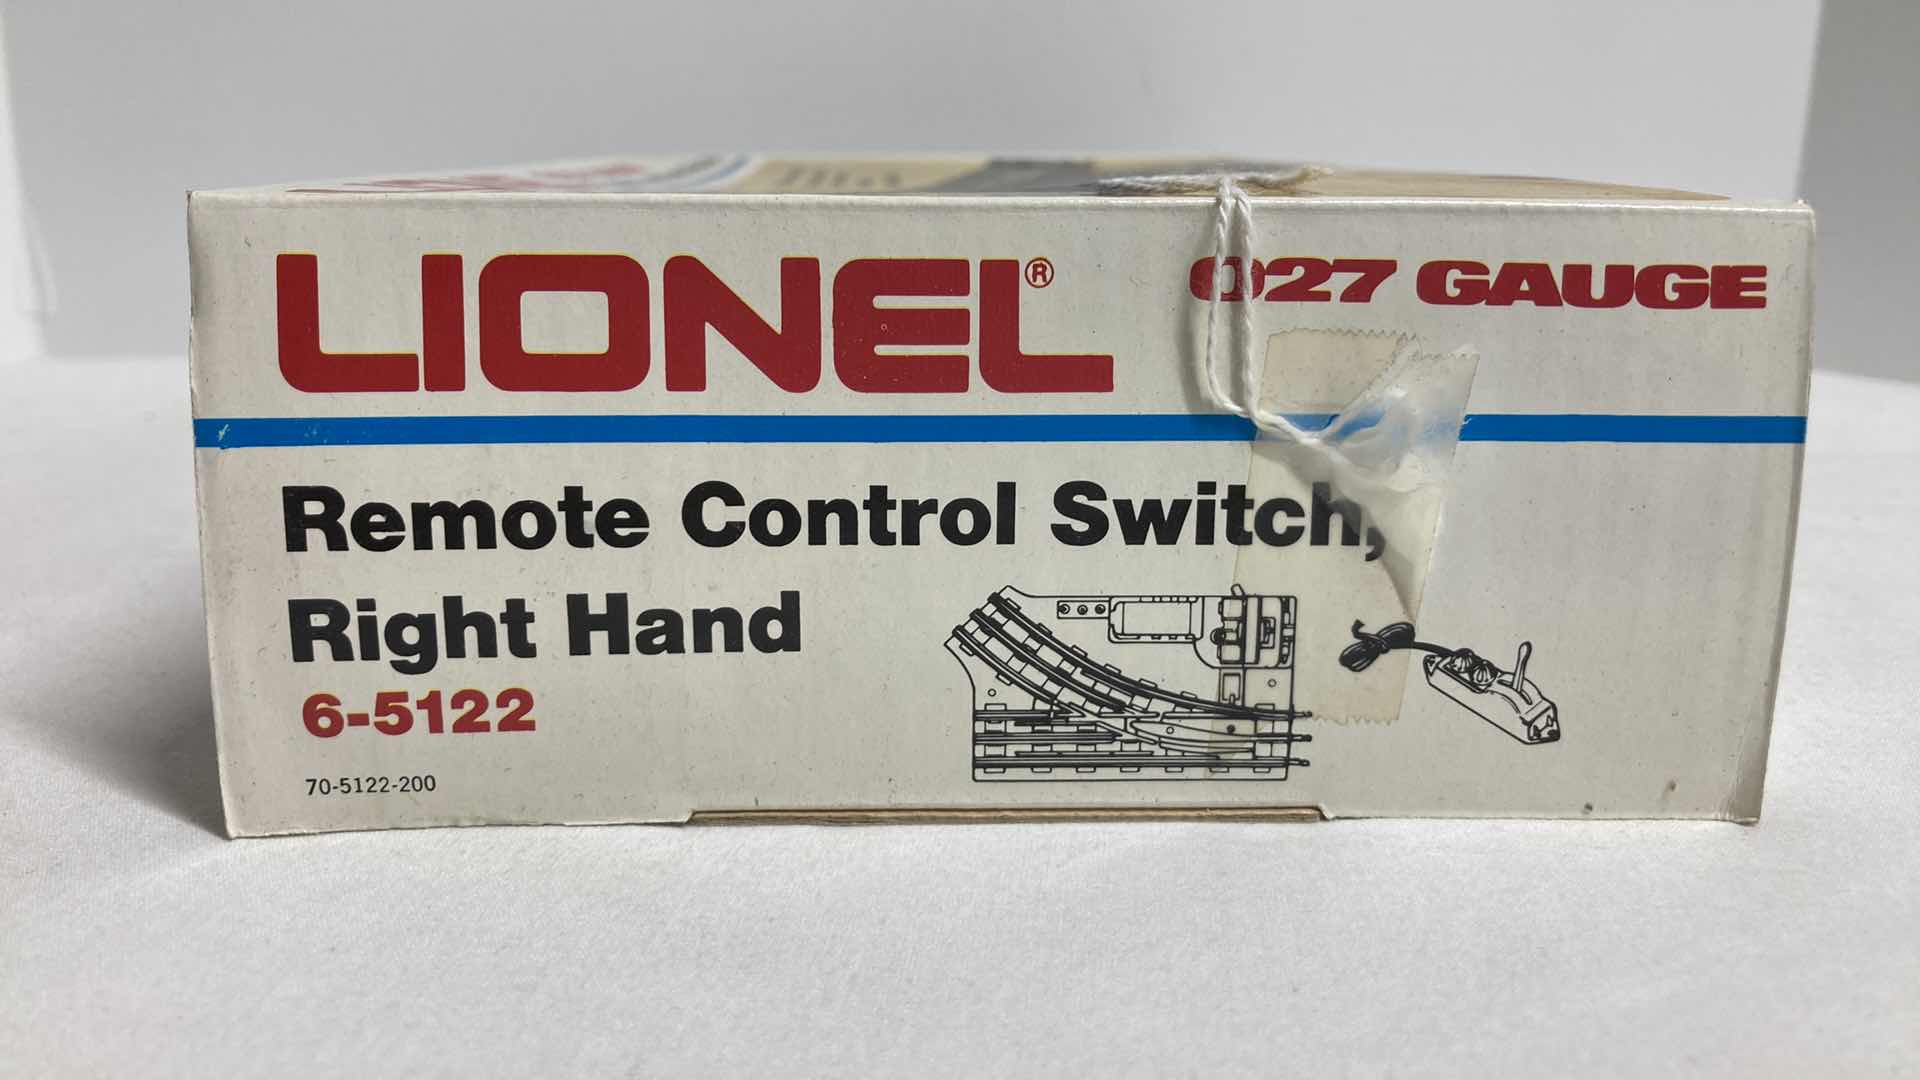 LIONEL®
027 GAUGE
Remote Control Switch,
Right Hand
6-5122
70-5122-200